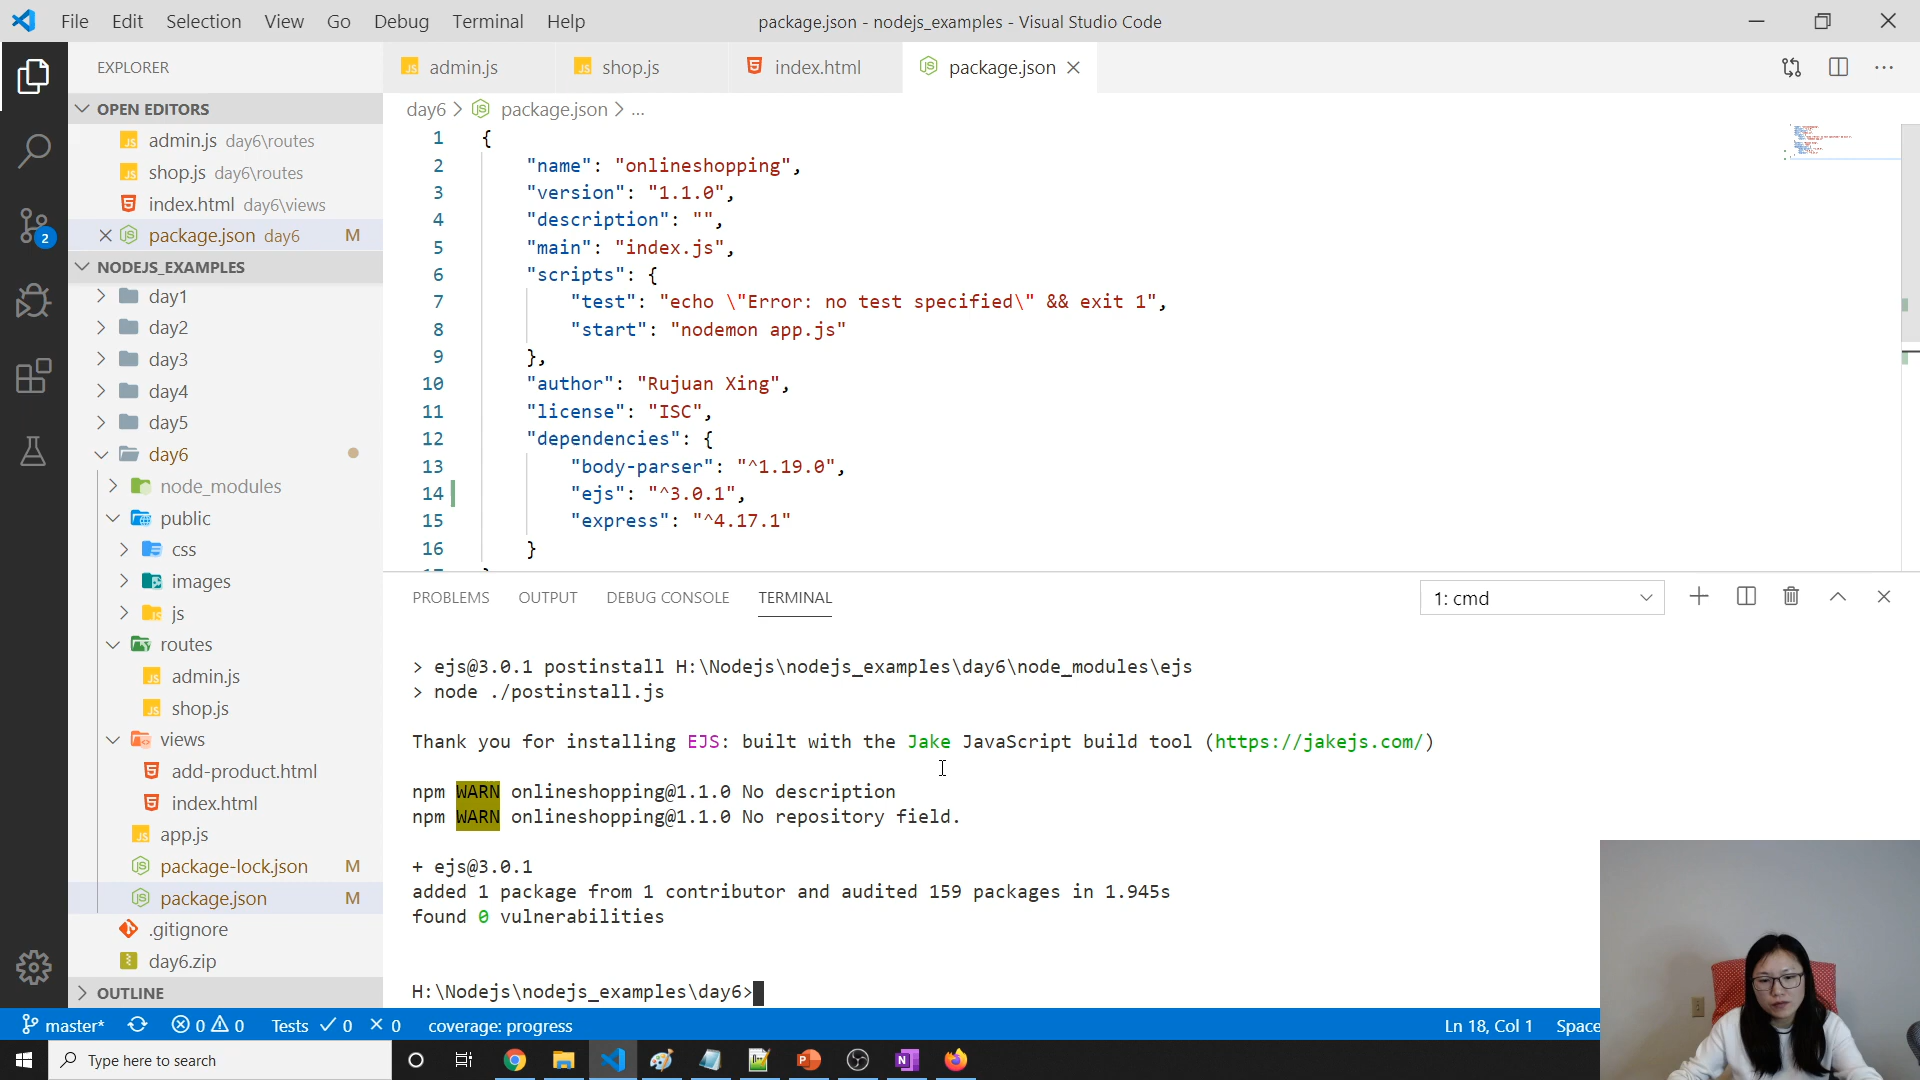 File Edit Selection View Go Debug Terminal Help
package.json - nodejs_examples - Visual Studio Code
EXPLORER
OPEN EDITORS
admin.js day6\routes
shop.js day6\routes
index.html day6\views
package.json day6 M
NODEJS_EXAMPLES
day1
day2
day3
day4
day5
day6
node_modules
public
css
images
js
routes
admin.js
shop.js
views
add-product.html
index.html
app.js
package-lock.json M
package.json M
.gitignore
day6.zip
OUTLINE
2
admin.js shop.js index.html package.json
day6 > package.json > ...
1 {
2 "name": "onlineshopping",
3 "version": "1.1.0",
4 "description": "",
5 "main": "index.js",
6 "scripts": {
7 "test": "echo \"Error: no test specified\" && exit 1",
8 "start": "nodemon app.js"
9 },
10 "author": "Rujuan Xing",
11 "license": "ISC",
12 "dependencies": {
13 "body-parser": "^1.19.0",
14 "ejs": "^3.0.1",
15 "express": "^4.17.1"
16 }
PROBLEMS OUTPUT DEBUG CONSOLE TERMINAL
1: cmd
> ejs@3.0.1 postinstall H:\Nodejs\nodejs_examples\day6\node_modules\ejs
> node ./postinstall.js
Thank you for installing EJS: built with the Jake JavaScript build tool (https://jakejs.com/)
npm WARN onlineshopping@1.1.0 No description
npm WARN onlineshopping@1.1.0 No repository field.
+ ejs@3.0.1
added 1 package from 1 contributor and audited 159 packages in 1.945s
found 0 vulnerabilities
H:\Nodejs\nodejs_examples\day6>
master* 0 0 Tests 0 0 coverage: progress
Ln 18, Col 1 Space
Type here to search